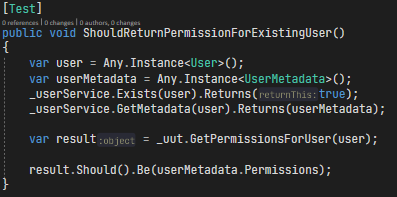 [Test]
0 references | 0 changes | 0 authors, 0 changes
public void ShouldReturnPermissionForExistingUser()
{
var user = Any.Instance<User>();
var userMetadata = Any.Instance<UserMetadata>();
_userService.Exists(user).Returns(returnThis:true);
_userService.GetMetadata(user).Returns(userMetadata);
var result:object = _uut.GetPermissionsForUser(user);
result.Should().Be(userMetadata.Permissions);
}